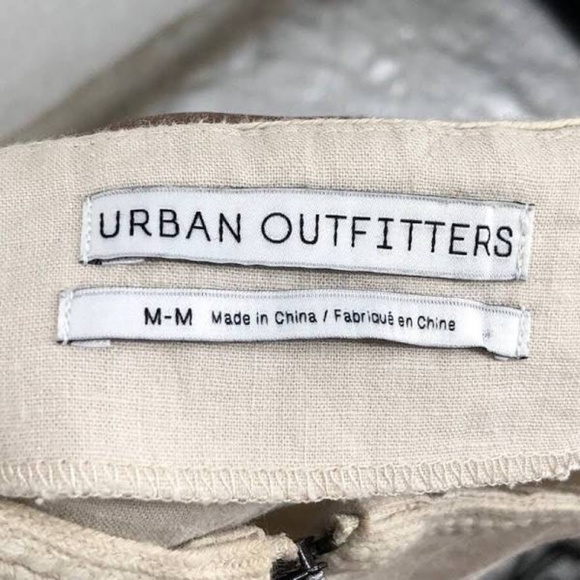 URBAN OUTFITTERS
M-M Made in China / Fabriqué en Chine